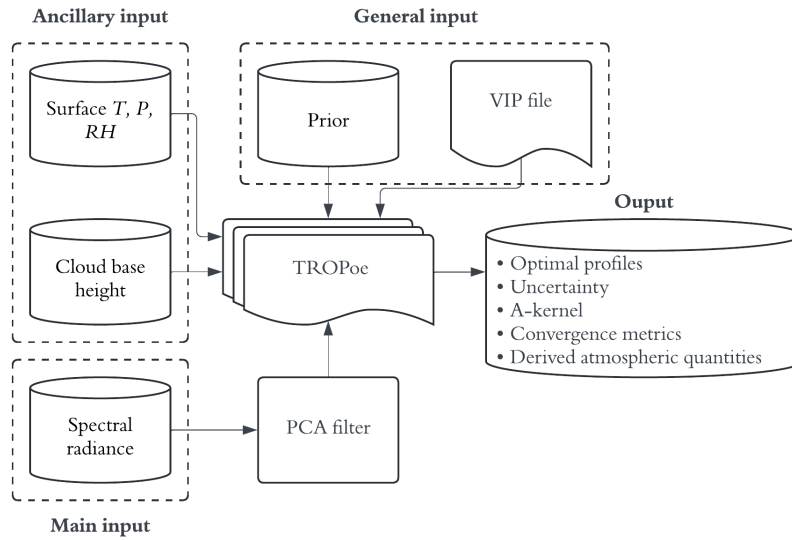 Ancillary input
General input
Surface T, P,
RH
Prior
VIP file
Ouput
Cloud base
height
TROPoe
• Optimal profiles
• Uncertainty
• A-kernel
• Convergence metrics
• Derived atmospheric quantities
Spectral
radiance
PCA filter
Main input